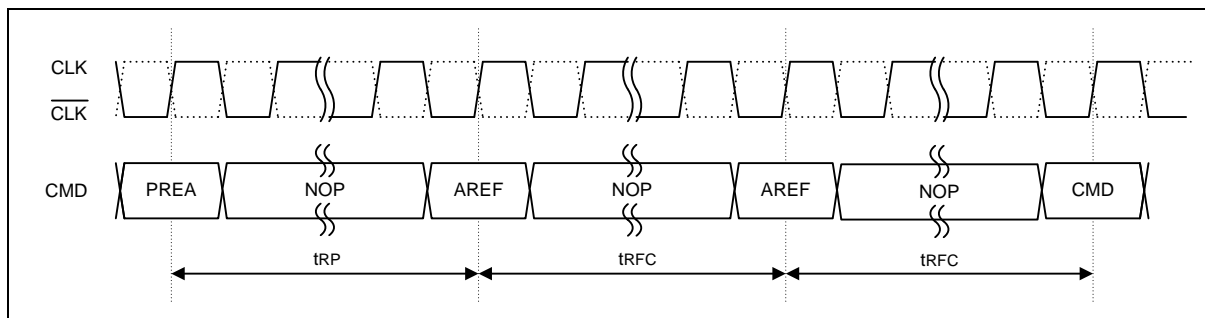 CLK
CLK
CMD PREA NOP AREF NOP AREF NOP CMD
tRP tRFC tRFC